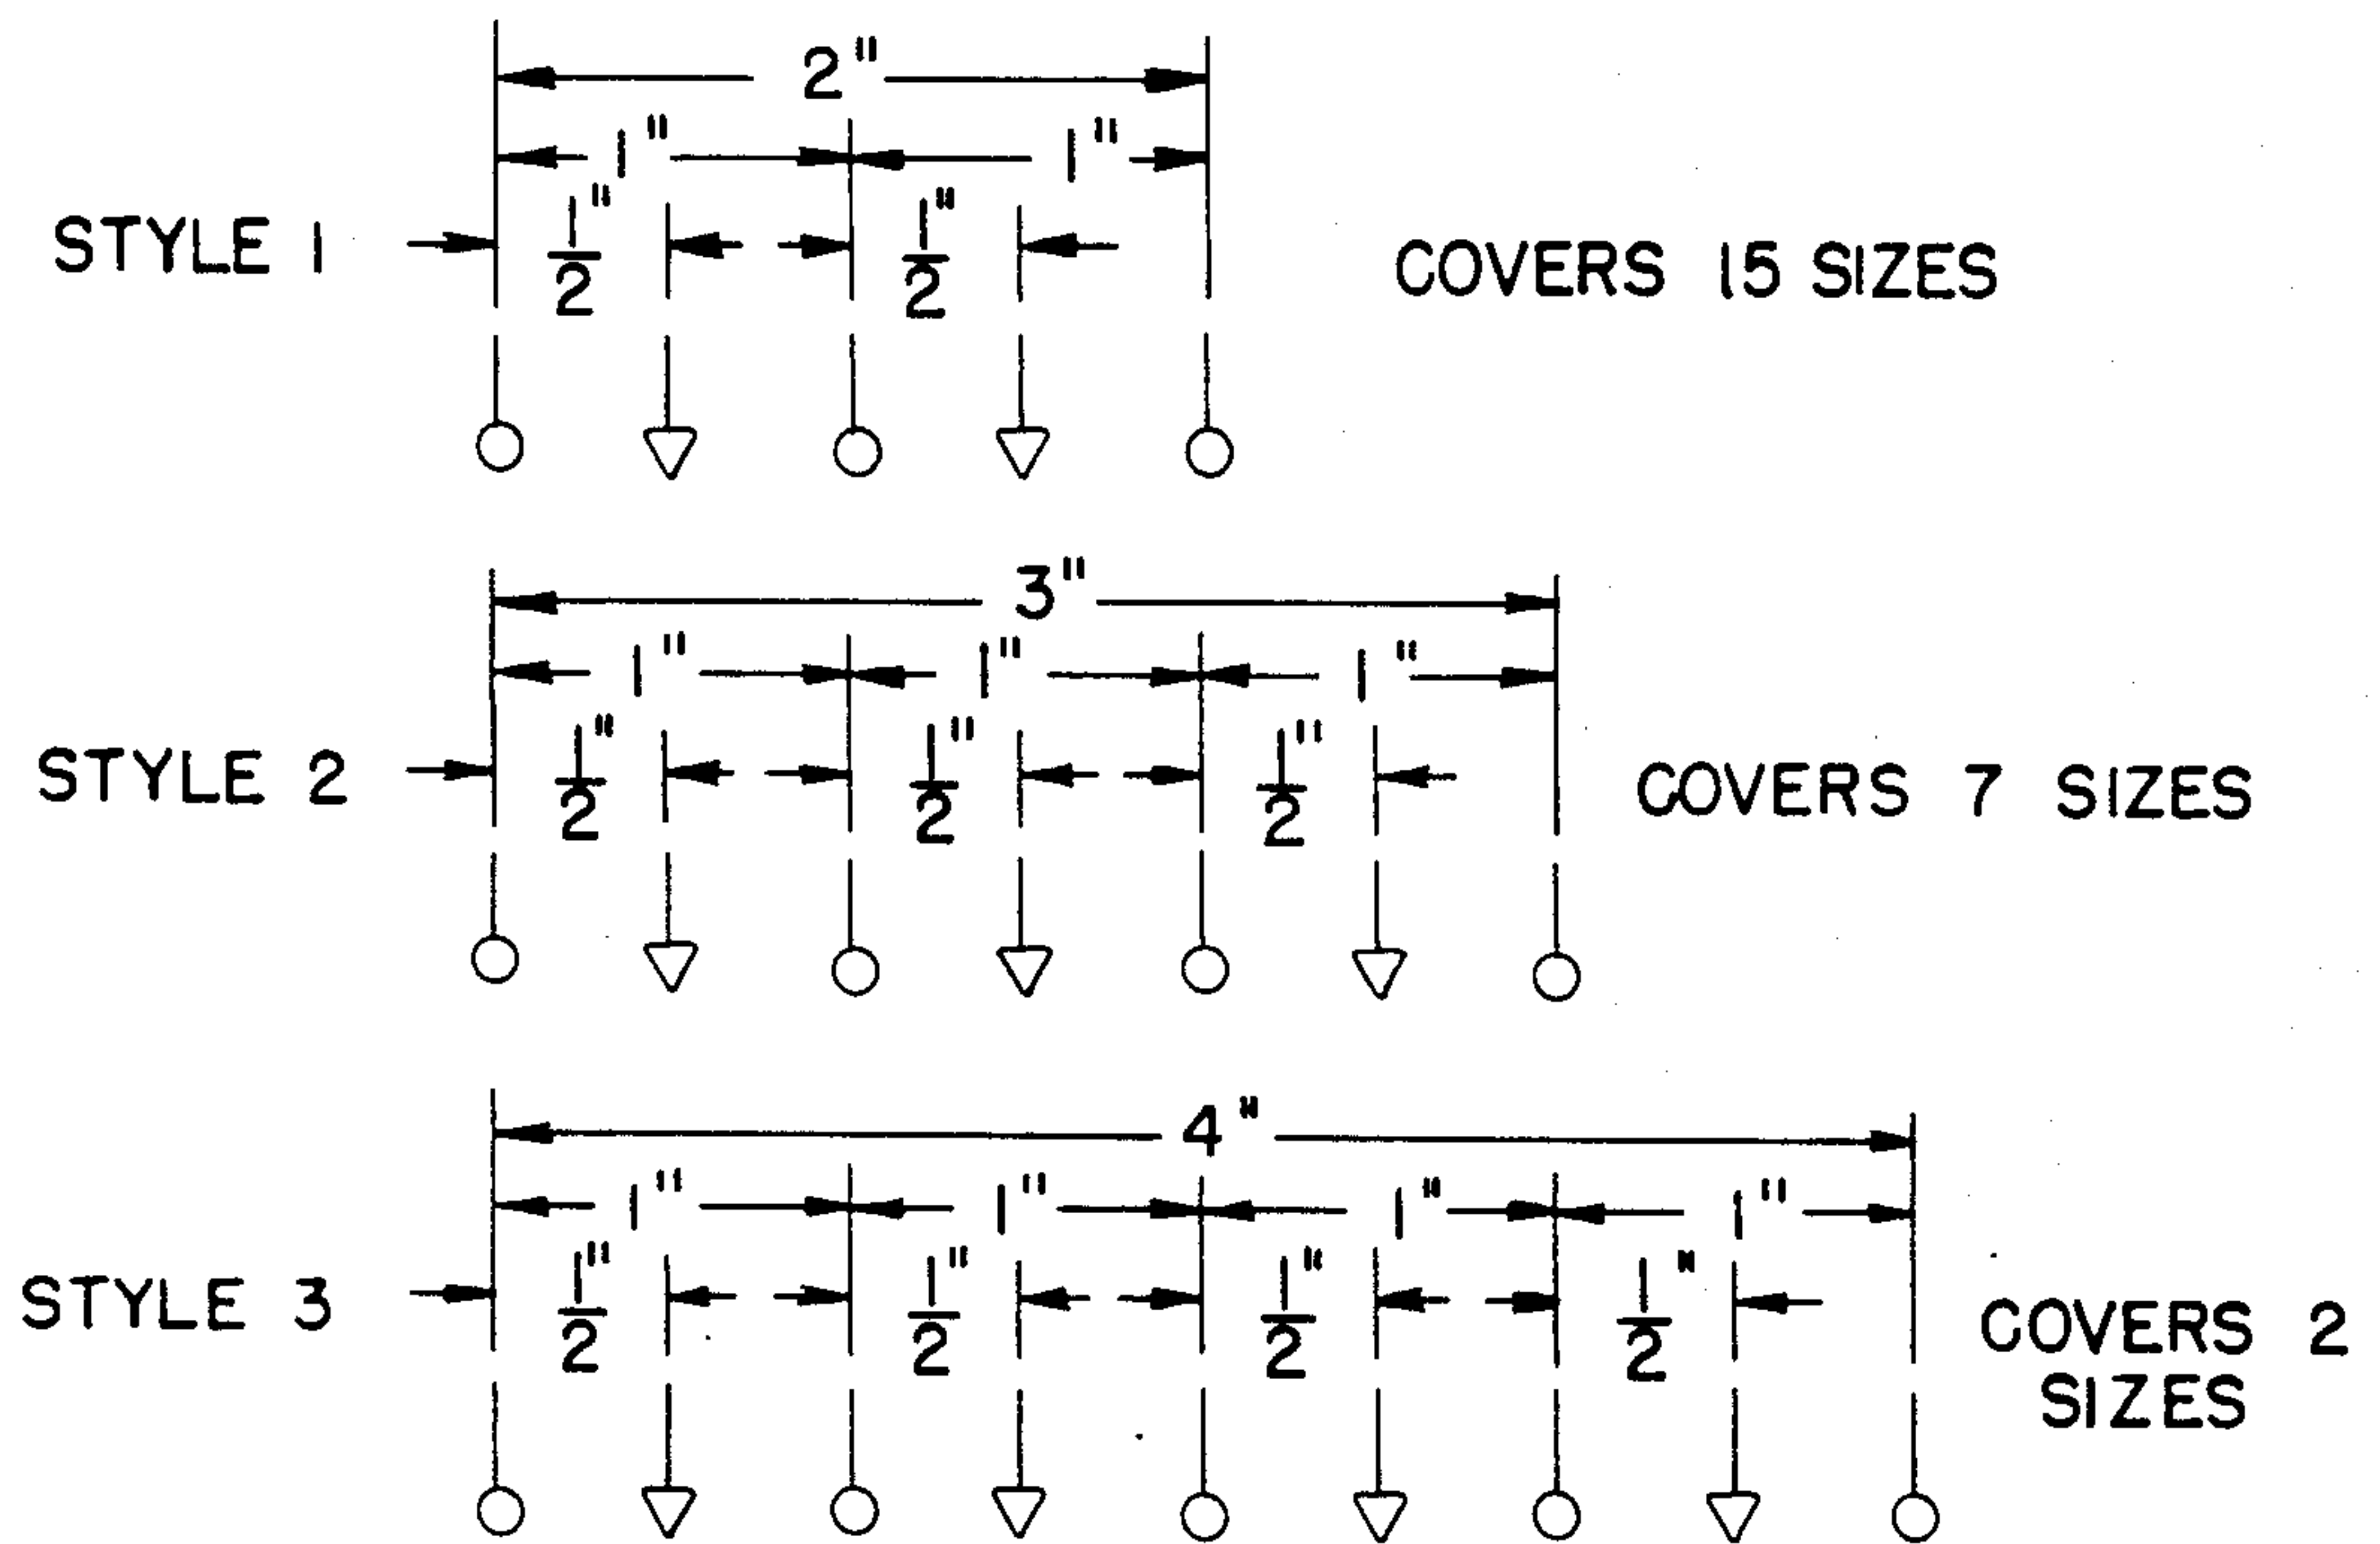 2"
1" 1"
STYLE 1 1/2" 1/2" COVERS 15 SIZES
3"
1" 1" 1"
STYLE 2 1/2" 1/2" 1/2" COVERS 7 SIZES
4"
1" 1" 1" 1"
STYLE 3 1/2" 1/2" 1/2" 1/2" COVERS 2
SIZES